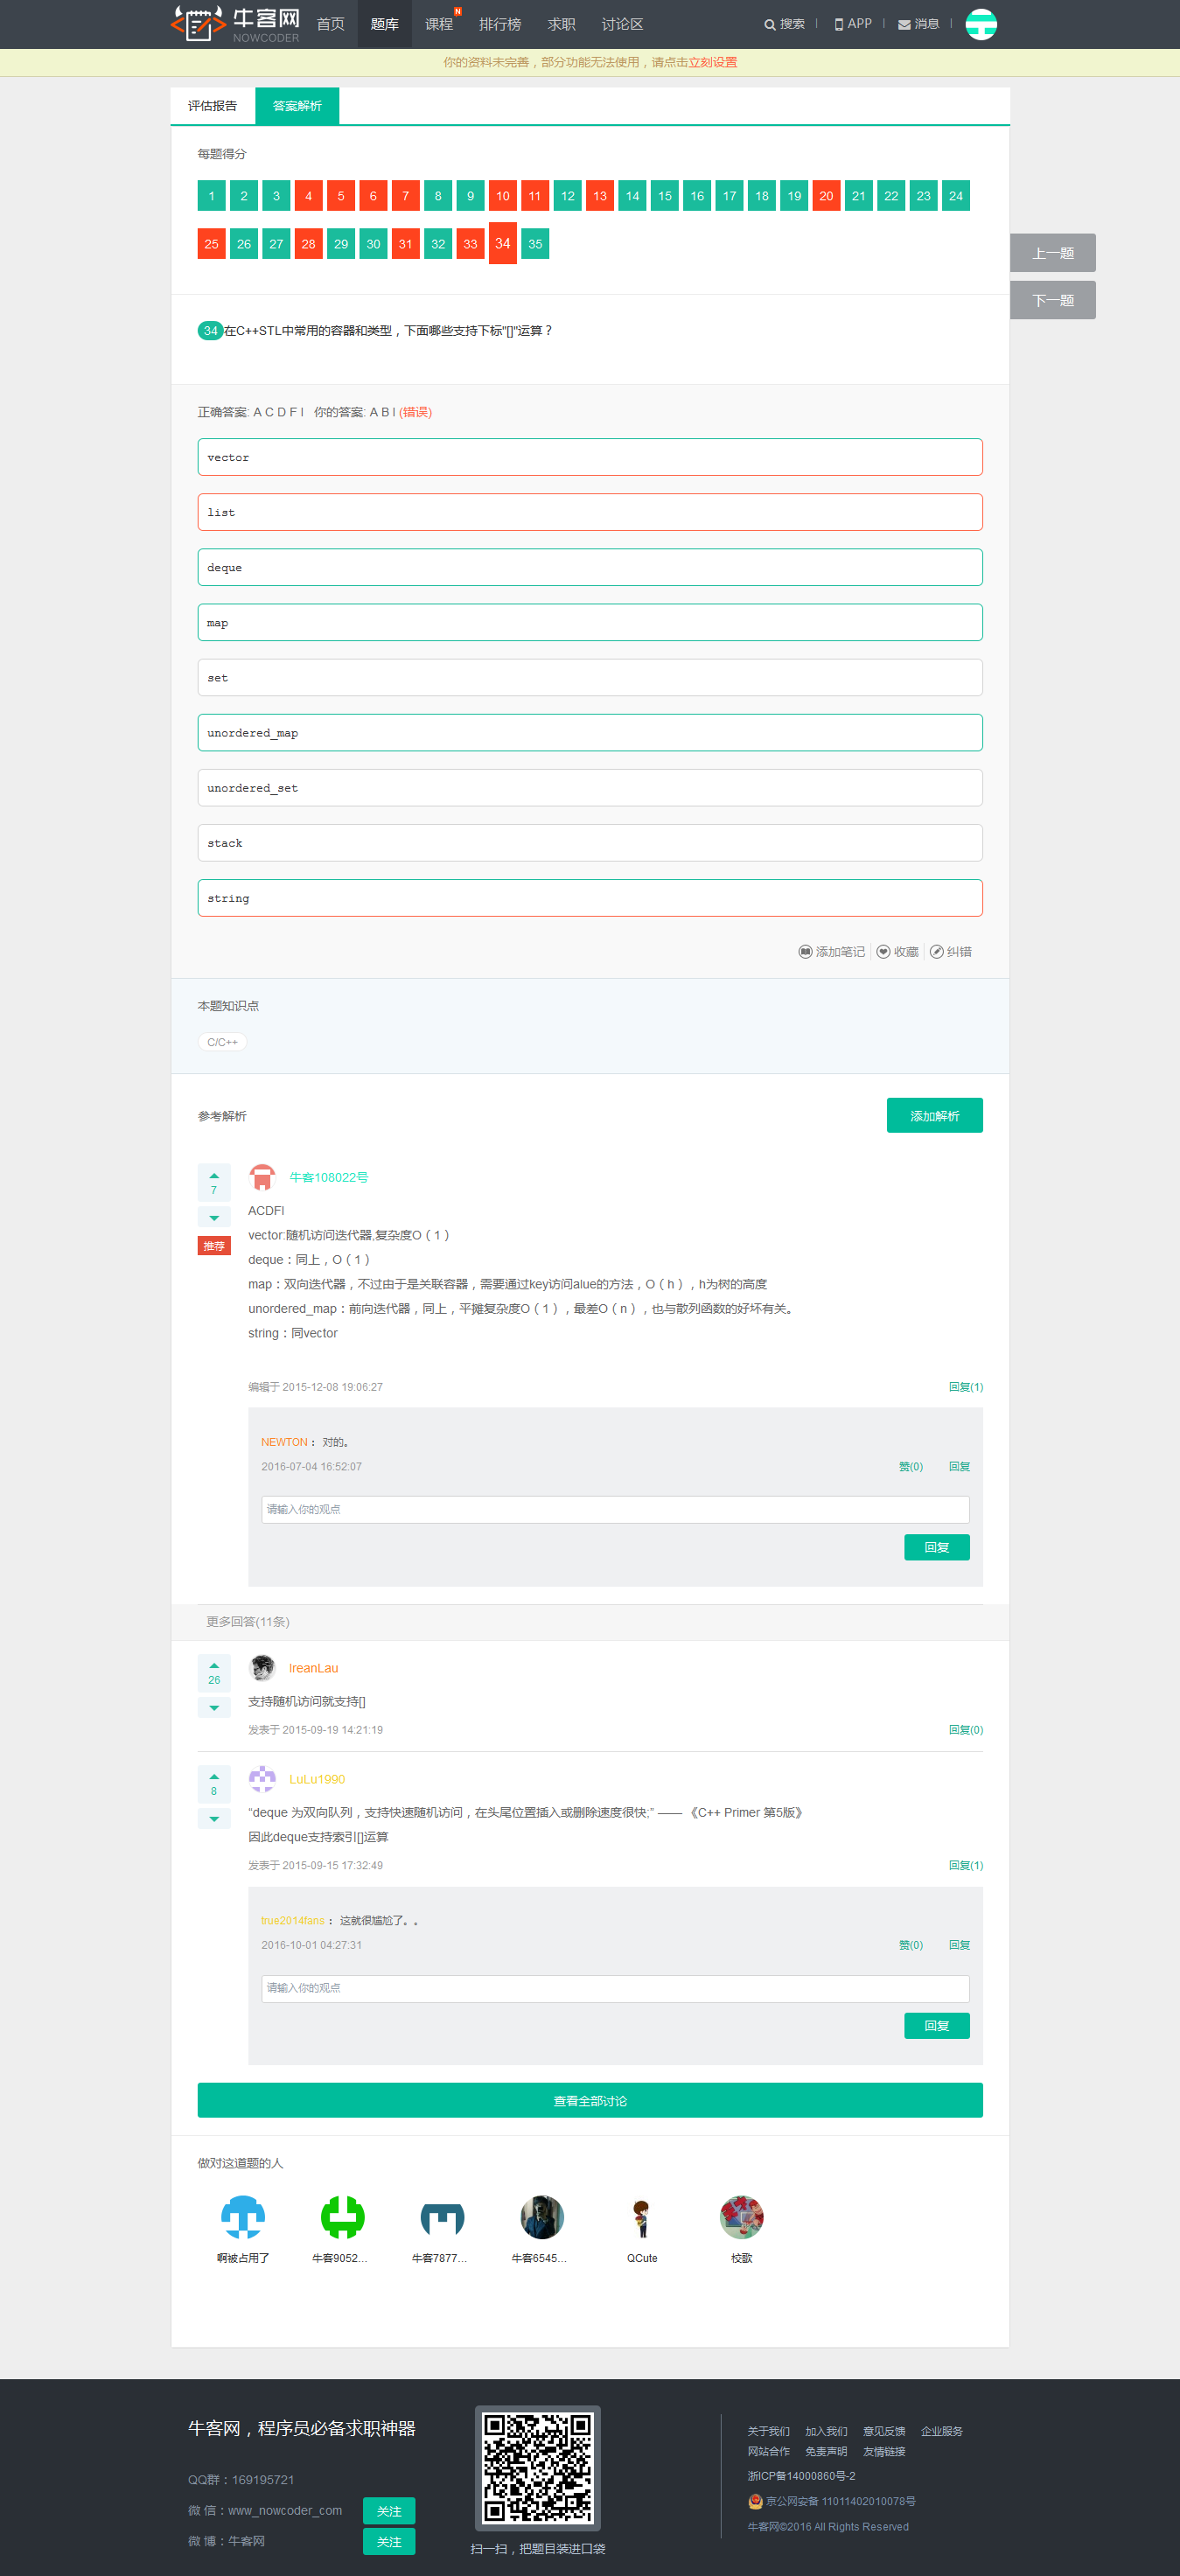 牛客网
NOWCODER
首页 题库 课程 N 排行榜 求职 讨论区 搜索 APP 消息
你的资料未完善，部分功能无法使用，请点击立刻设置
评估报告 答案解析
每题得分
1 2 3 4 5 6 7 8 9 10 11 12 13 14 15 16 17 18 19 20 21 22 23 24
25 26 27 28 29 30 31 32 33 34 35
上一题
下一题
34 在C++STL中常用的容器和类型，下面哪些支持下标"[]"运算？
正确答案: A C D F I 你的答案: A B I (错误)
vector
list
deque
map
set
unordered_map
unordered_set
stack
string
添加笔记 收藏 纠错
本题知识点
C/C++
参考解析 添加解析
7
推荐
牛客108022号
ACDFI
vector:随机访问迭代器,复杂度O（1）
deque：同上，O（1）
map：双向迭代器，不过由于是关联容器，需要通过key访问alue的方法，O（h），h为树的高度
unordered_map：前向迭代器，同上，平摊复杂度O（1），最差O（n），也与散列函数的好坏有关。
string：同vector
编辑于 2015-12-08 19:06:27 回复(1)
NEWTON： 对的。
2016-07-04 16:52:07 赞(0) 回复
请输入你的观点
回复
更多回答(11条)
26
IreanLau
支持随机访问就支持[]
发表于 2015-09-19 14:21:19 回复(0)
8
LuLu1990
“deque 为双向队列，支持快速随机访问，在头尾位置插入或删除速度很快;” —— 《C++ Primer 第5版》
因此deque支持索引[]运算
发表于 2015-09-15 17:32:49 回复(1)
true2014fans： 这就很尴尬了。。
2016-10-01 04:27:31 赞(0) 回复
请输入你的观点
回复
查看全部讨论
做对这道题的人
啊被占用了 牛客9052... 牛客7877... 牛客6545... QCute 校歌
牛客网，程序员必备求职神器
QQ群：169195721
微 信：www_nowcoder_com 关注
微 博：牛客网 关注
扫一扫，把题目装进口袋
关于我们 加入我们 意见反馈 企业服务
网站合作 免责声明 友情链接
浙ICP备14000860号-2
京公网安备 11011402010078号
牛客网©2016 All Rights Reserved